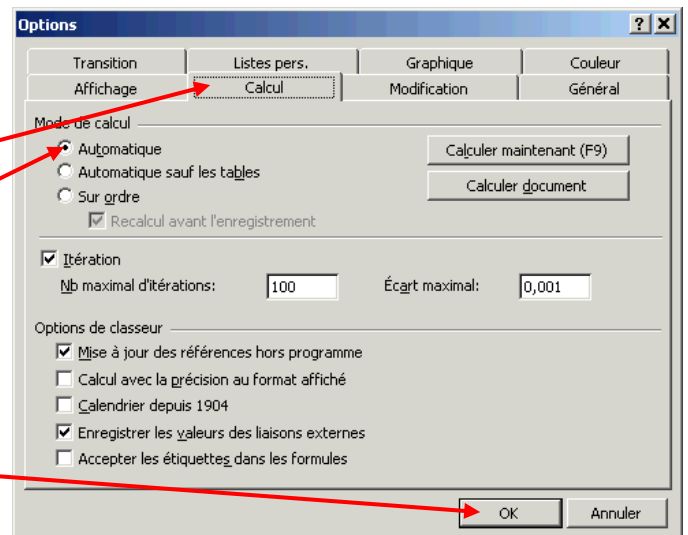 Options
Transition Listes pers. Graphique Couleur
Affichage Calcul Modification Général
Mode de calcul
Automatique Calculer maintenant (F9)
Automatique sauf les tables
Calculer document
Sur ordre
Recalcul avant l'enregistrement
Itération
Nb maximal d'itérations: 100 Écart maximal: 0,001
Options de classeur
Mise à jour des références hors programme
Calcul avec la précision au format affiché
Calendrier depuis 1904
Enregistrer les valeurs des liaisons externes
Accepter les étiquettes dans les formules
OK Annuler